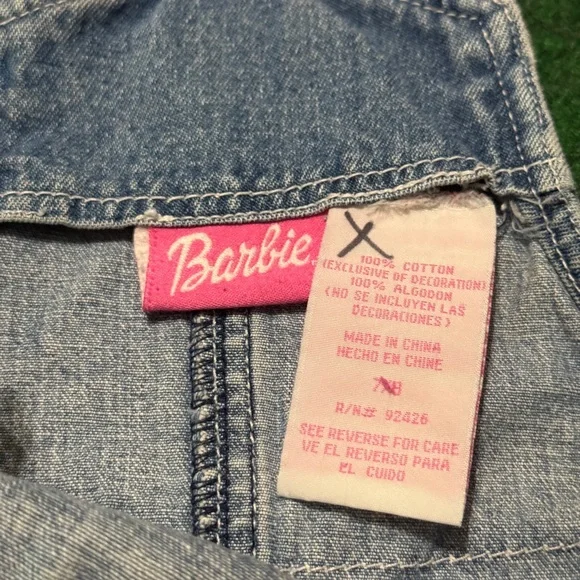 Barbie
X
100% COTTON
(EXCLUSIVE OF DECORATION)
100% ALGODON
(NO SE INCLUYEN LAS
DECORACIONES)
MADE IN CHINA
HECHO EN CHINE
R/N# 92426
SEE REVERSE FOR CARE
VE EL REVERSO PARA
EL CUIDO